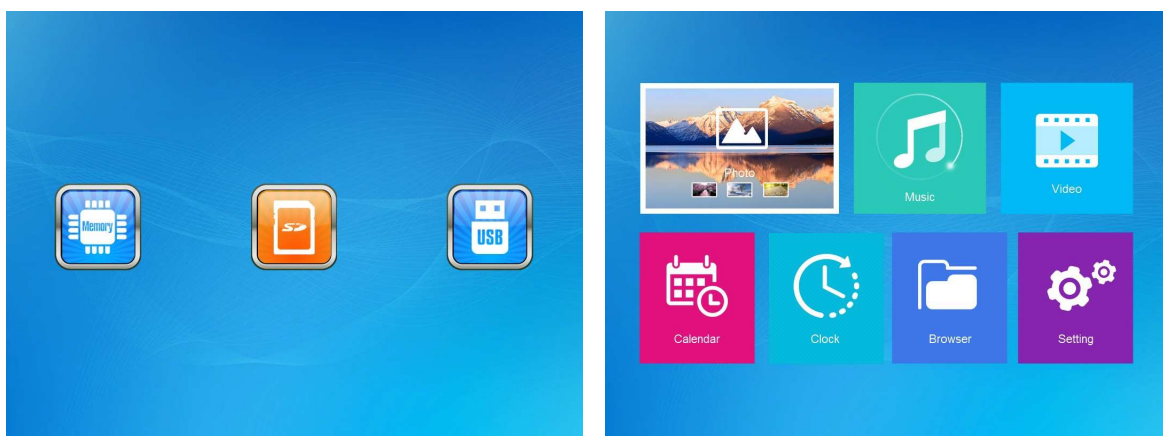 Memory
SD
USB
Photo
Music
Video
Calendar
Clock
Browser
Setting